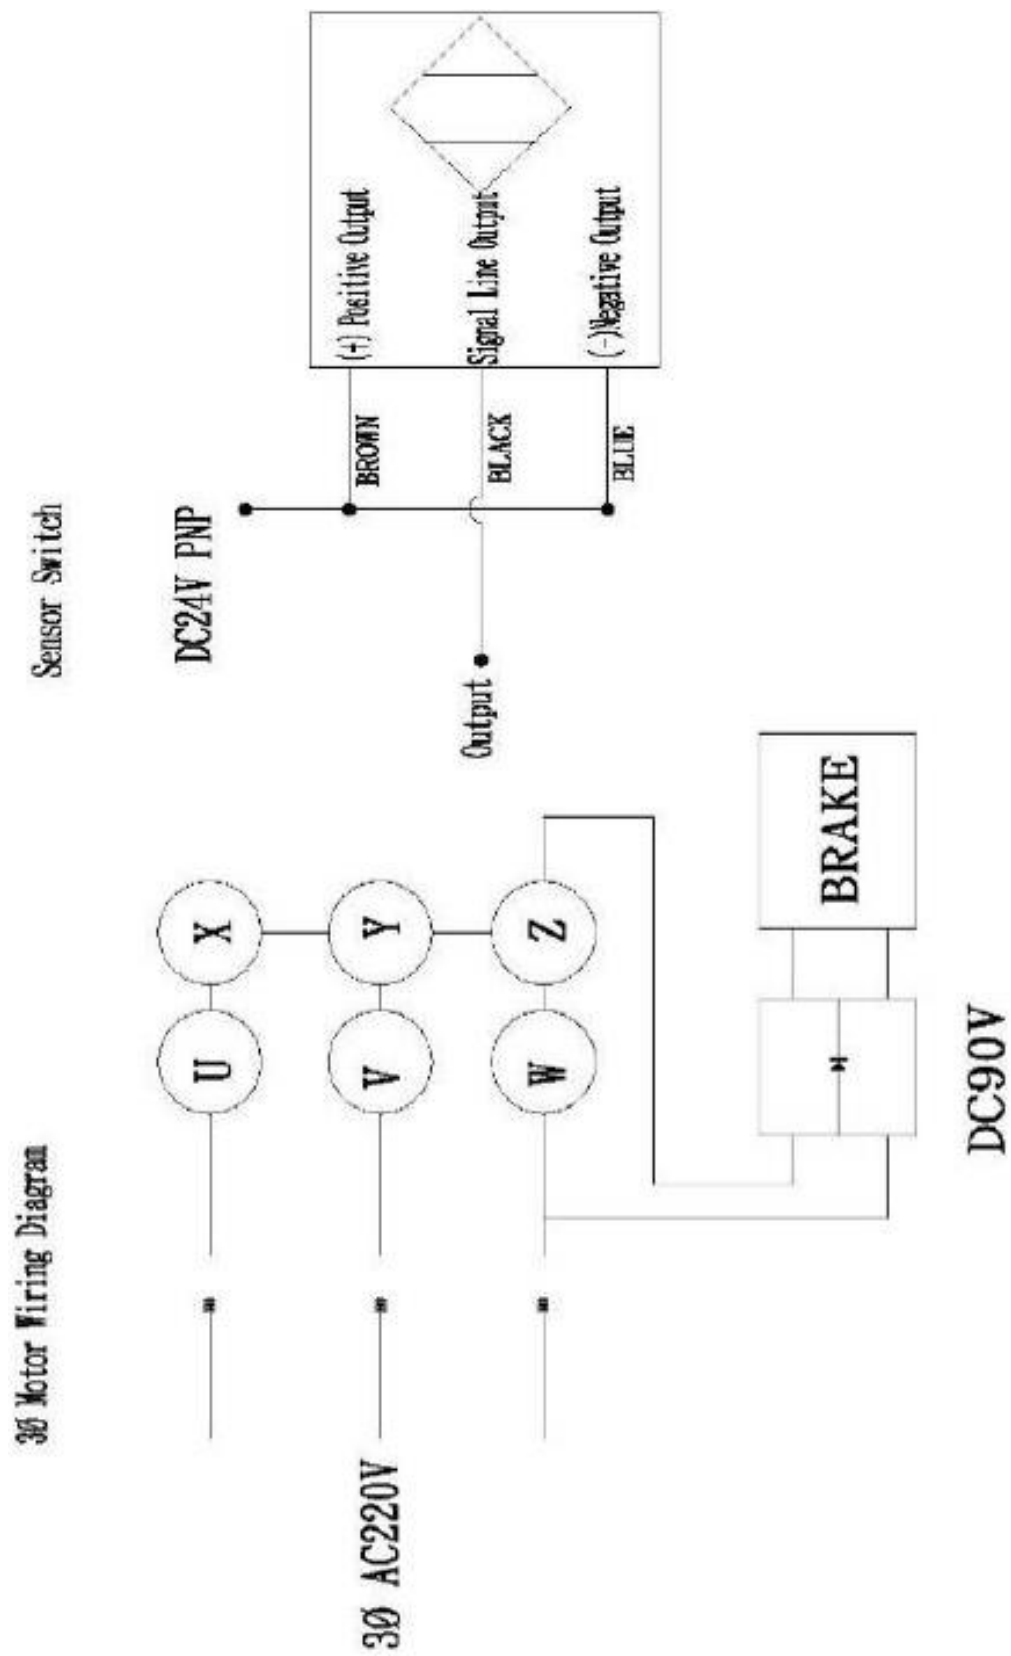 3Ø Motor Wiring Diagram
Sensor Switch
3Ø AC220V
U
X
V
Y
W
Z
DC24V PNP
Output
BROWN
BLACK
BLUE
(+) Positive Output
Signal Line Output
(-)Negative Output
BRAKE
DC90V